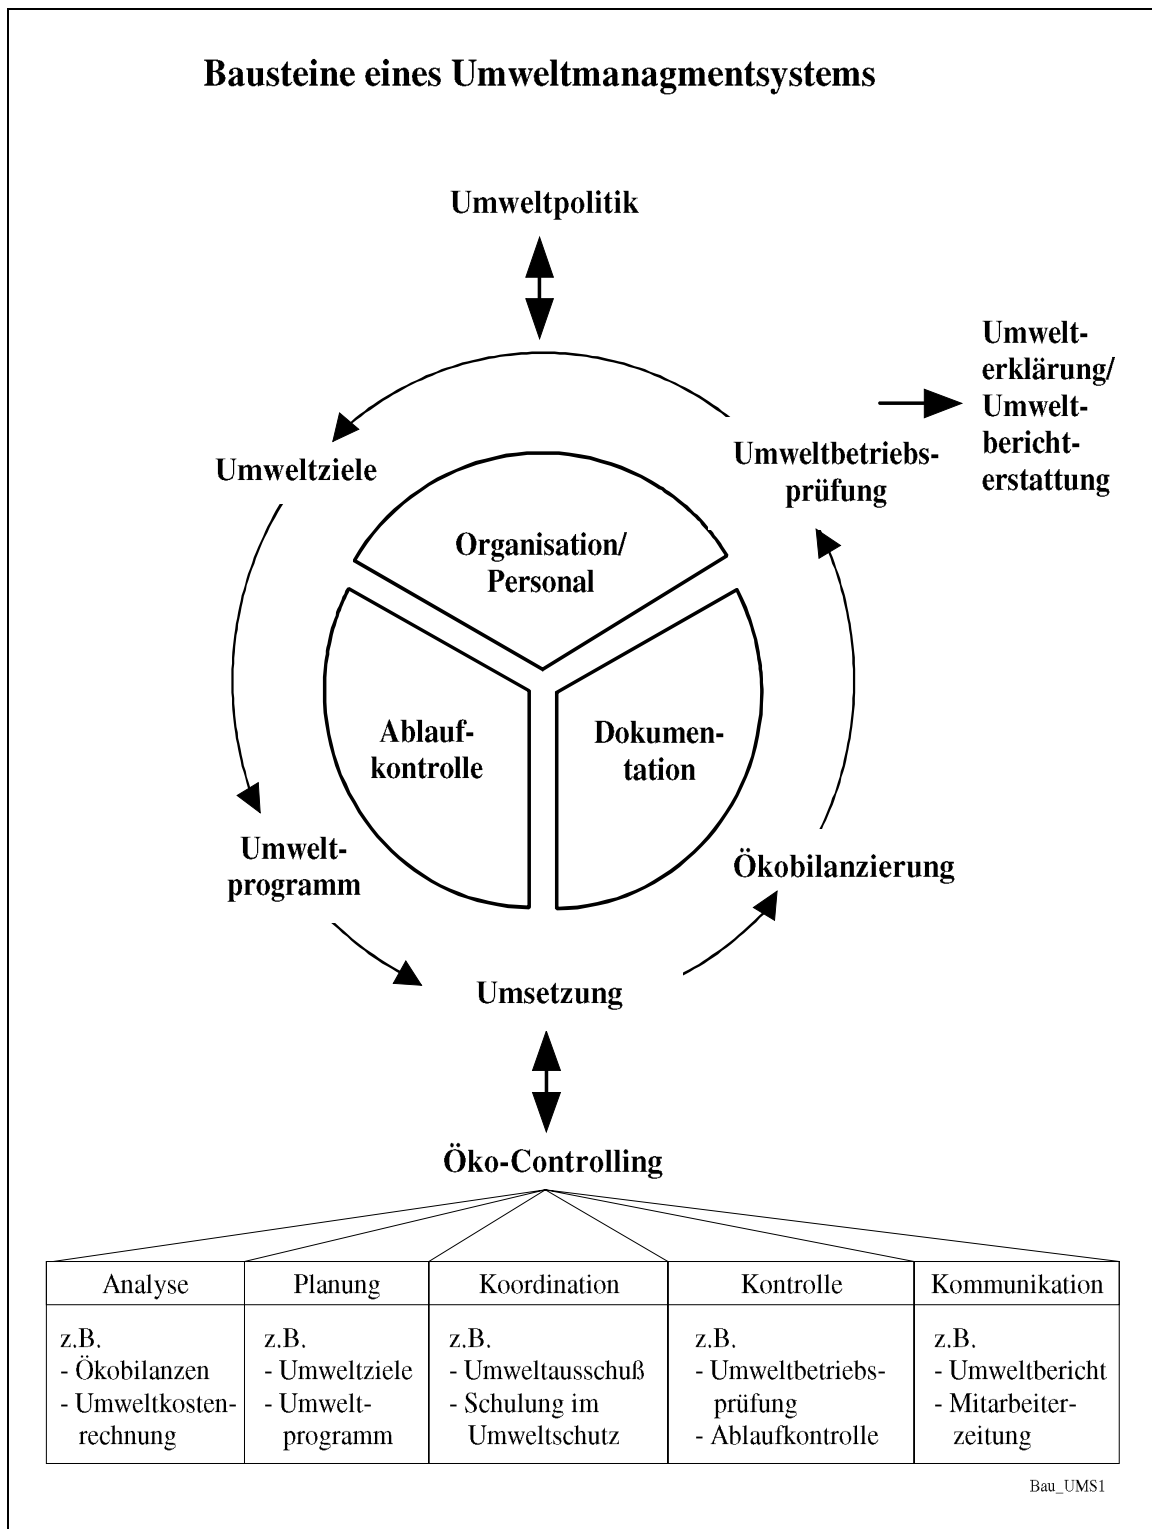 Bausteine eines Umweltmanagmentsystems
Umweltpolitik
Umwelt-
erklärung/
Umwelt-
bericht-
erstattung
Umweltbetriebs-
prüfung
Umweltziele
Organisation/
Personal
Ablauf-
kontrolle
Dokumen-
tation
Umwelt-
programm
Ökobilanzierung
Umsetzung
Öko-Controlling
Analyse
z.B.
- Ökobilanzen
- Umweltkosten-
rechnung
Planung
z.B.
- Umweltziele
- Umwelt-
programm
Koordination
z.B.
- Umweltausschuß
- Schulung im
Umweltschutz
Kontrolle
z.B.
- Umweltbetriebs-
prüfung
- Ablaufkontrolle
Kommunikation
z.B.
- Umweltbericht
- Mitarbeiter-
zeitung
Bau_UMS1